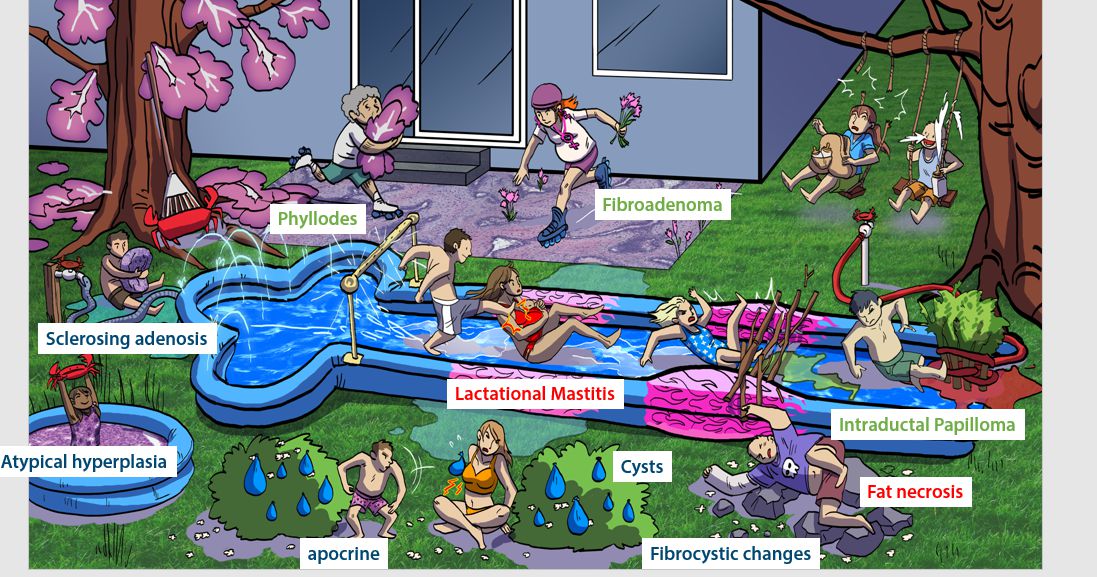 Phyllodes
Fibroadenoma
Sclerosing adenosis
Lactational Mastitis
Intraductal Papilloma
Atypical hyperplasia
Cysts
Fat necrosis
apocrine
Fibrocystic changes